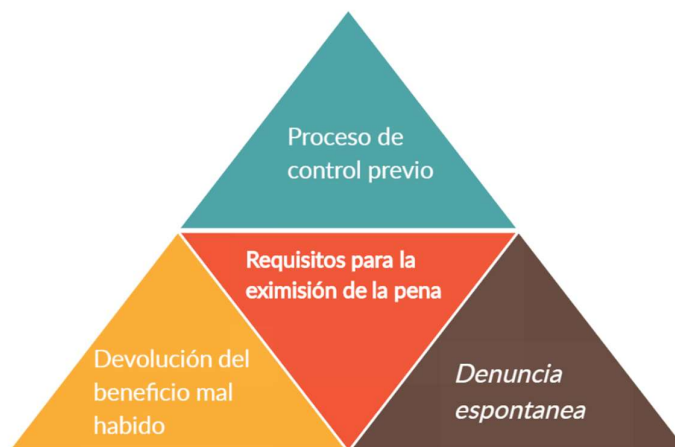 Proceso de
control previo
Requisitos para la
eximisión de la pena
Devolución del
beneficio mal
habido
Denuncia
espontanea